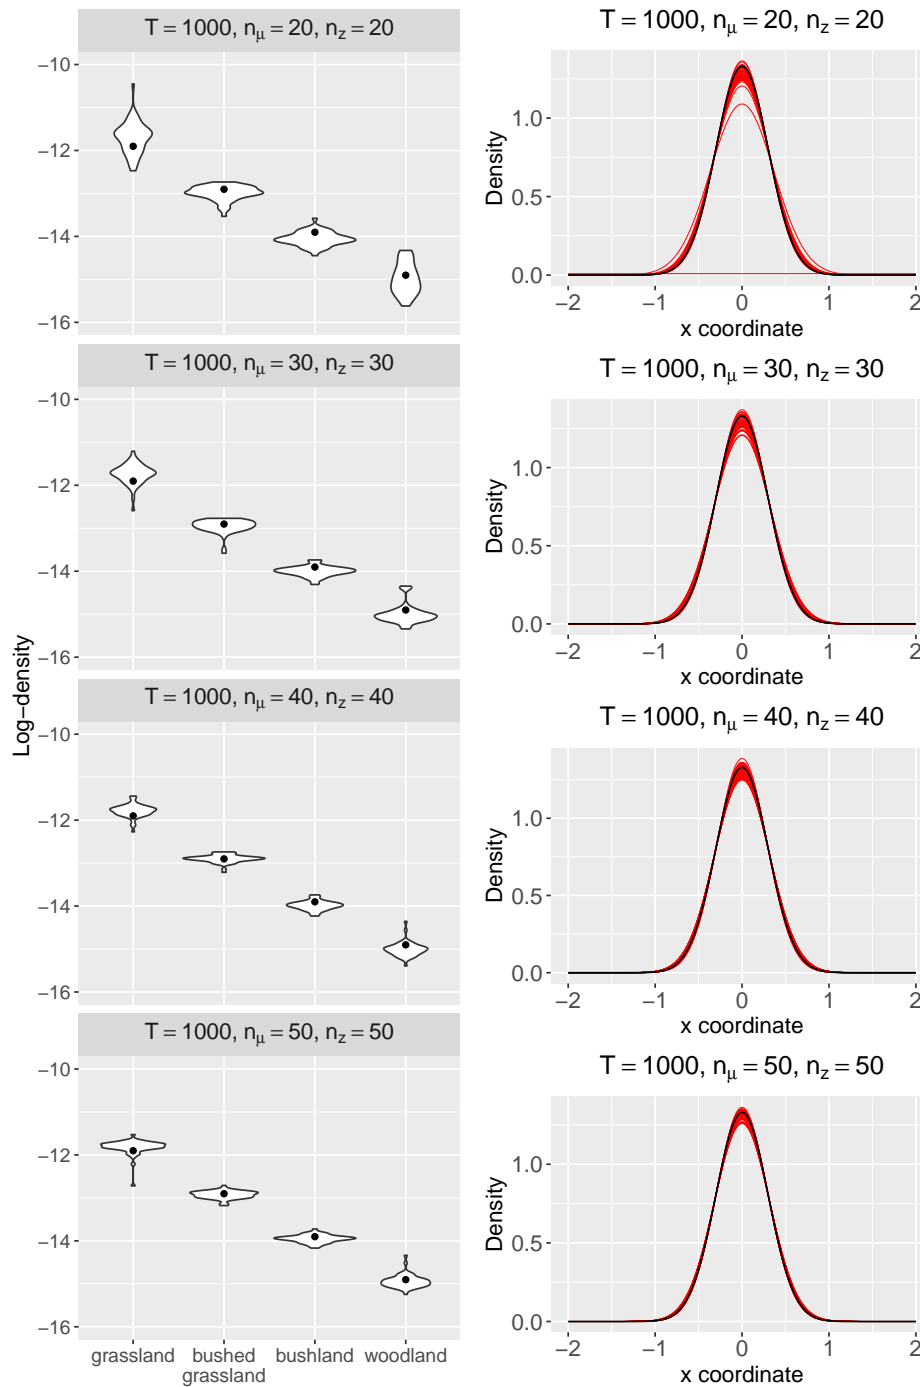 T = 1000, nμ = 20, nz = 20
−10
−12
−14
−16
T = 1000, nμ = 30, nz = 30
−10
−12
−14
−16
T = 1000, nμ = 40, nz = 40
−10
−12
−14
−16
T = 1000, nμ = 50, nz = 50
−10
−12
−14
−16
Log−density
grassland
bushed
grassland
bushland
woodland
T = 1000, nμ = 20, nz = 20
Density
1.0
0.5
0.0
−2 −1 0 1 2
x coordinate
T = 1000, nμ = 30, nz = 30
Density
1.0
0.5
0.0
−2 −1 0 1 2
x coordinate
T = 1000, nμ = 40, nz = 40
Density
1.0
0.5
0.0
−2 −1 0 1 2
x coordinate
T = 1000, nμ = 50, nz = 50
Density
1.0
0.5
0.0
−2 −1 0 1 2
x coordinate